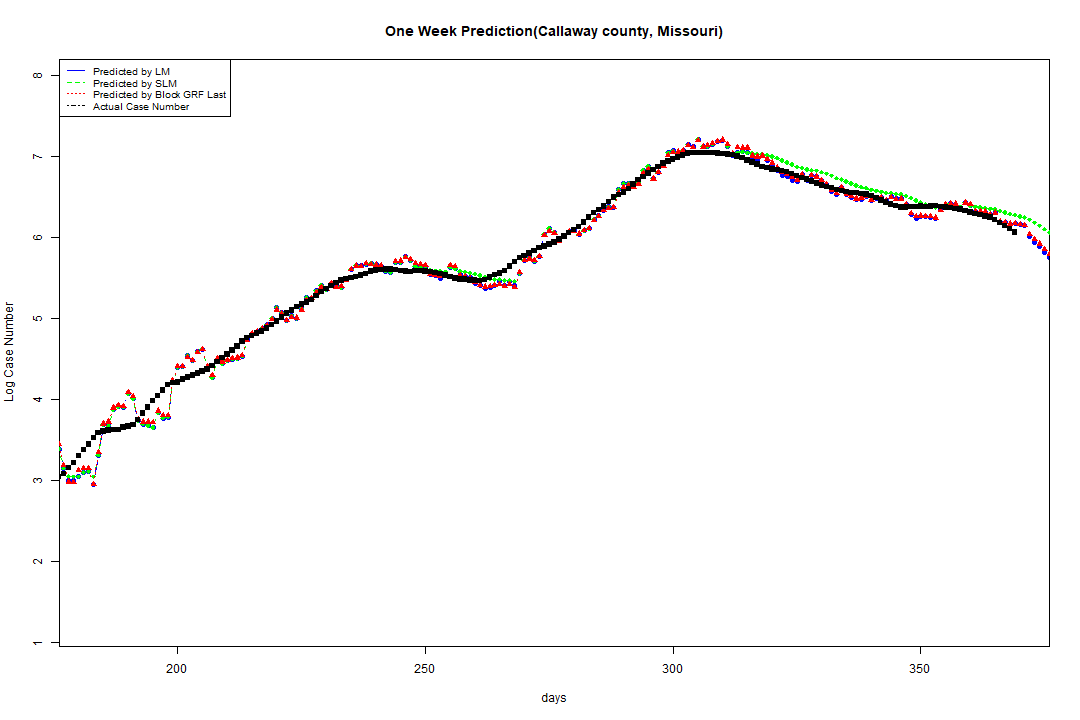 One Week Prediction(Callaway county, Missouri)
Predicted by LM
Predicted by SLM
Predicted by Block GRF Last
Actual Case Number
8
7
6
5
4
3
2
1
Log Case Number
200 250 300 350
days